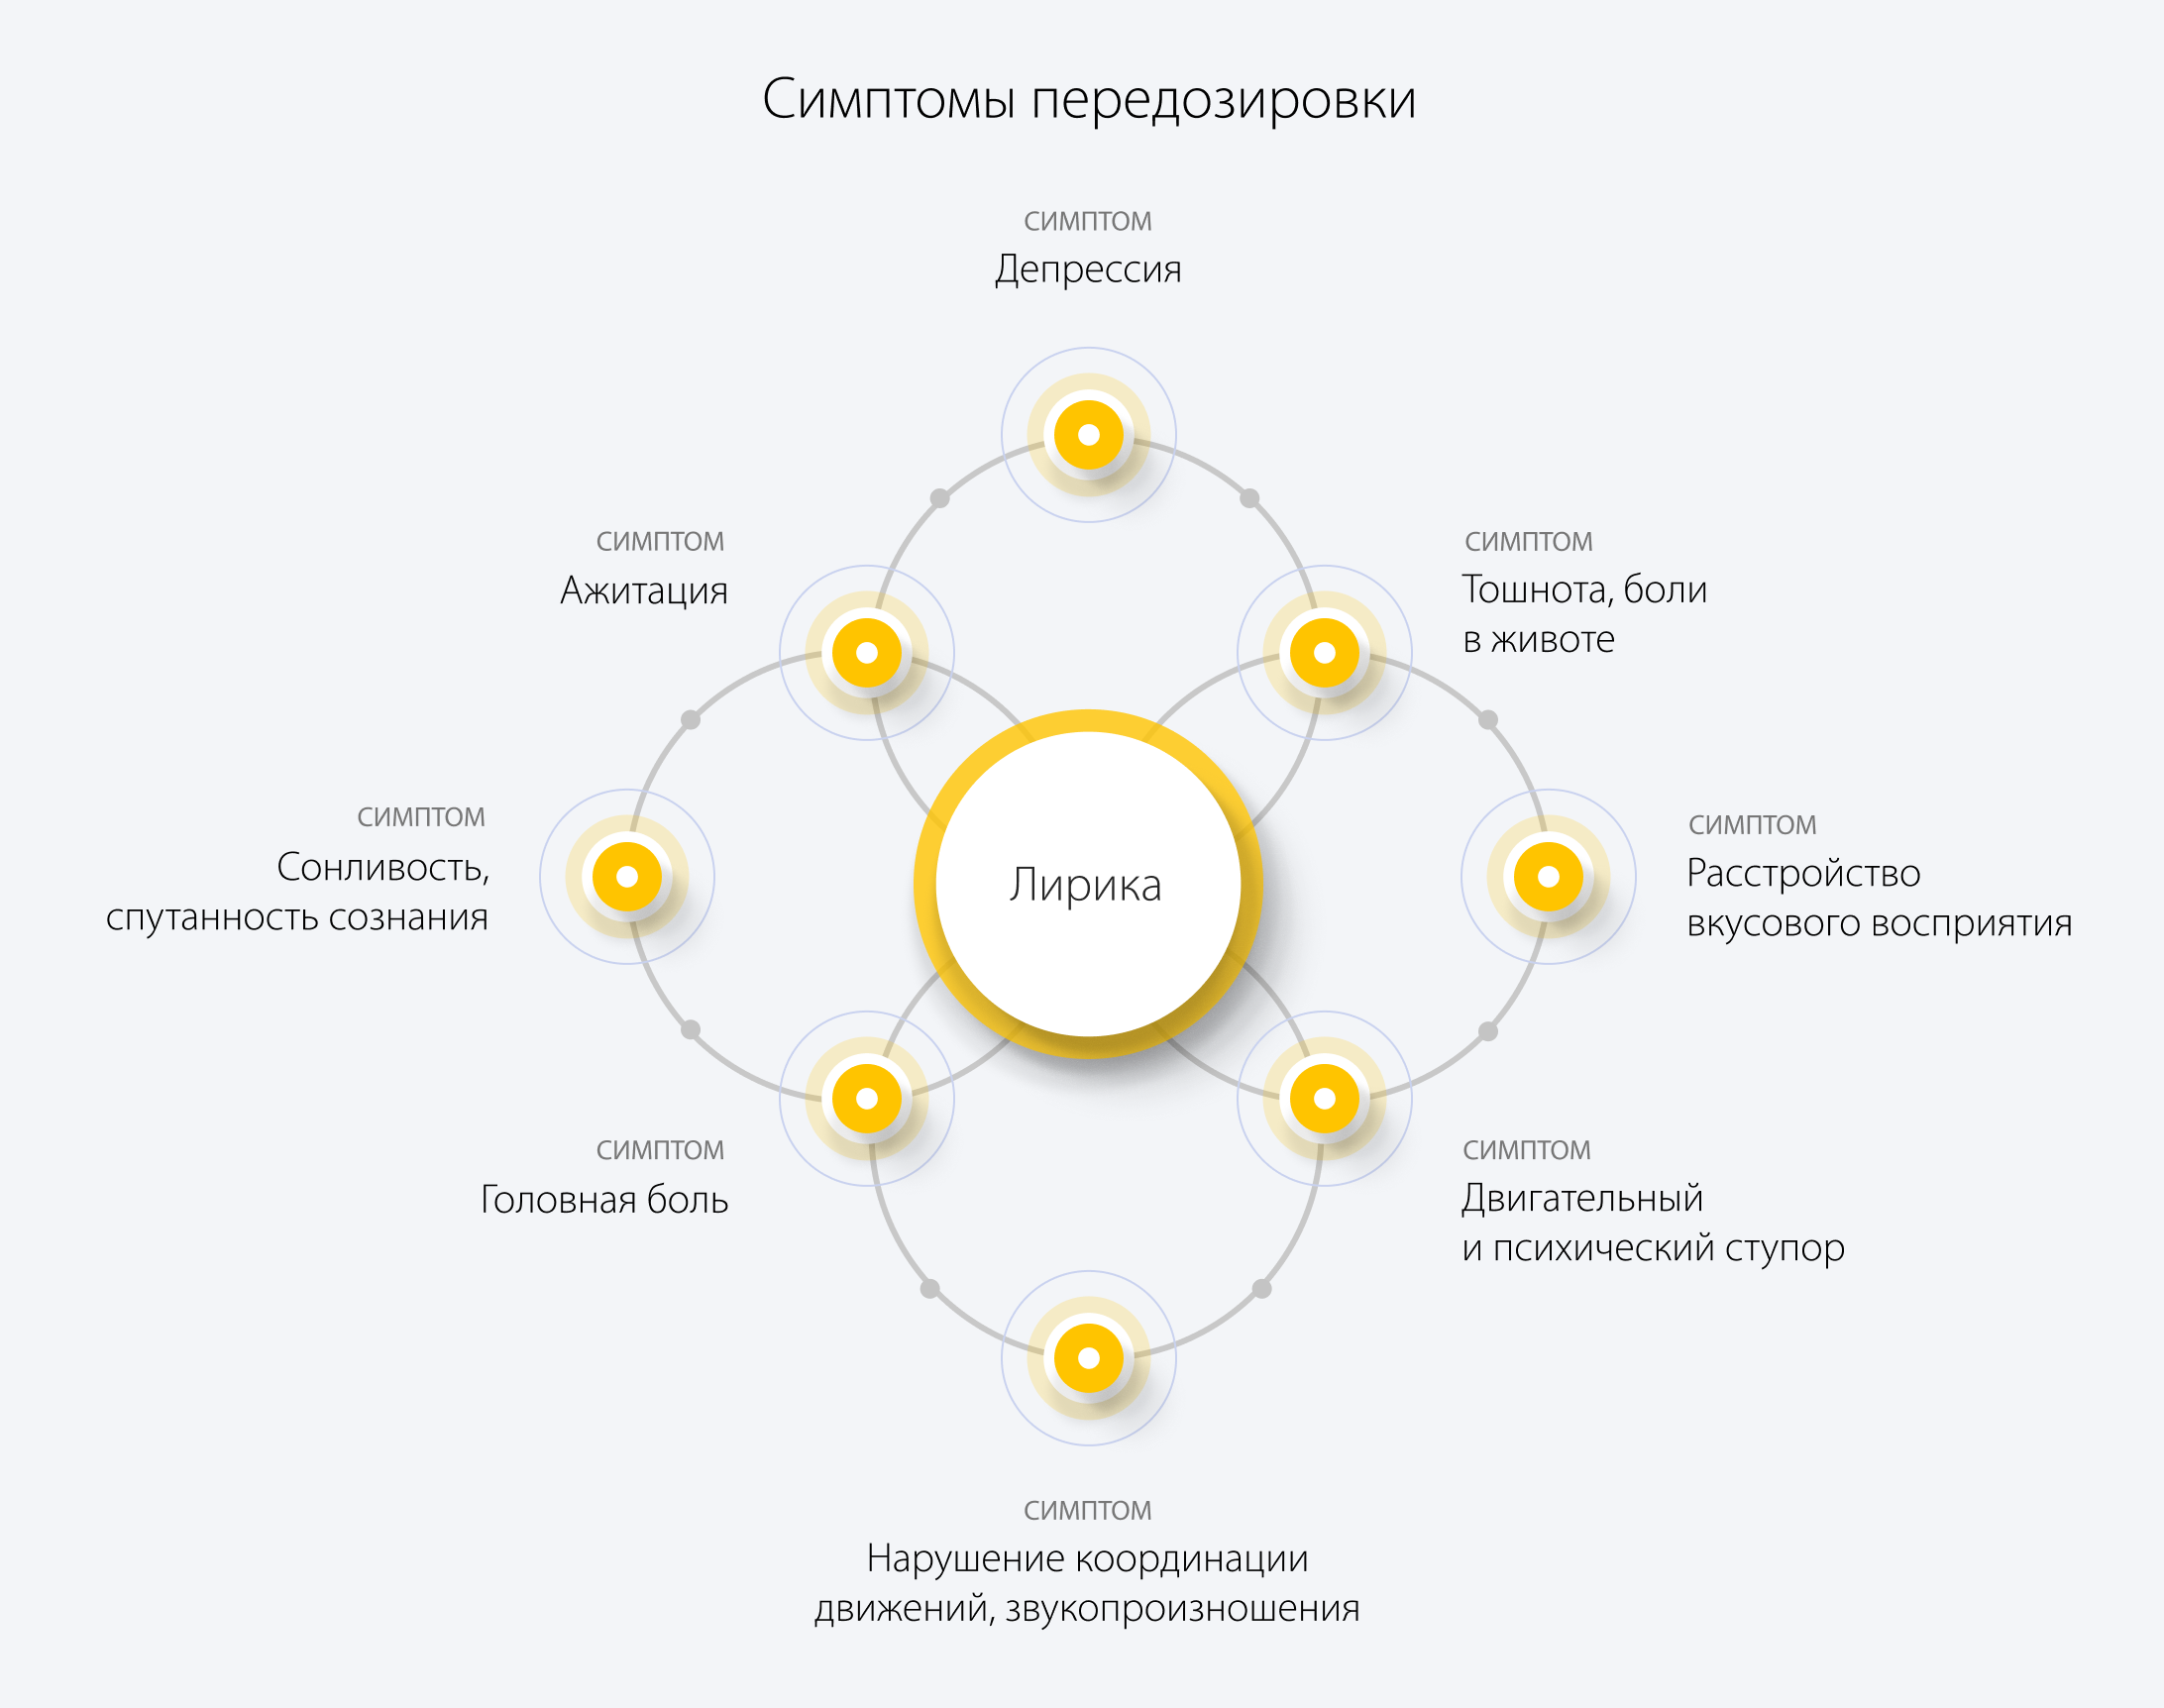 Симптомы передозировки
СИМПТОМ
Депрессия
СИМПТОМ
Ажитация
СИМПТОМ
Тошнота, боли
в животе
СИМПТОМ
Сонливость,
спутанность сознания
Лирика
СИМПТОМ
Расстройство
вкусового восприятия
СИМПТОМ
Головная боль
СИМПТОМ
Двигательный
и психический ступор
СИМПТОМ
Нарушение координации
движений, звукопроизношения